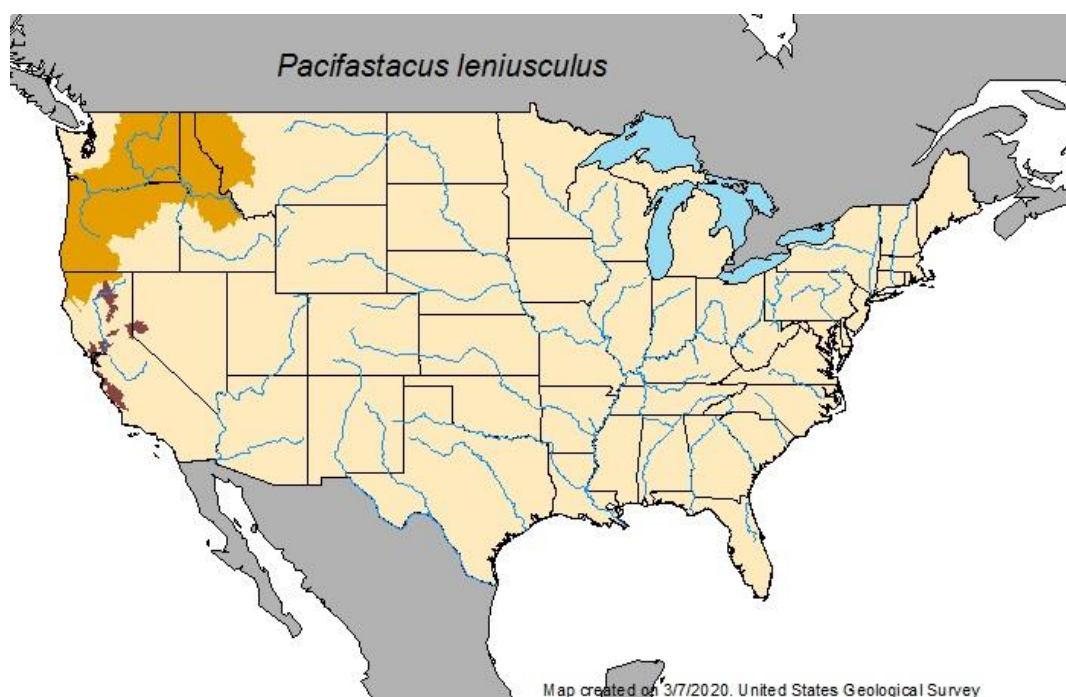 Pacifastacus leniusculus
Map created on 3/7/2020. United States Geological Survey